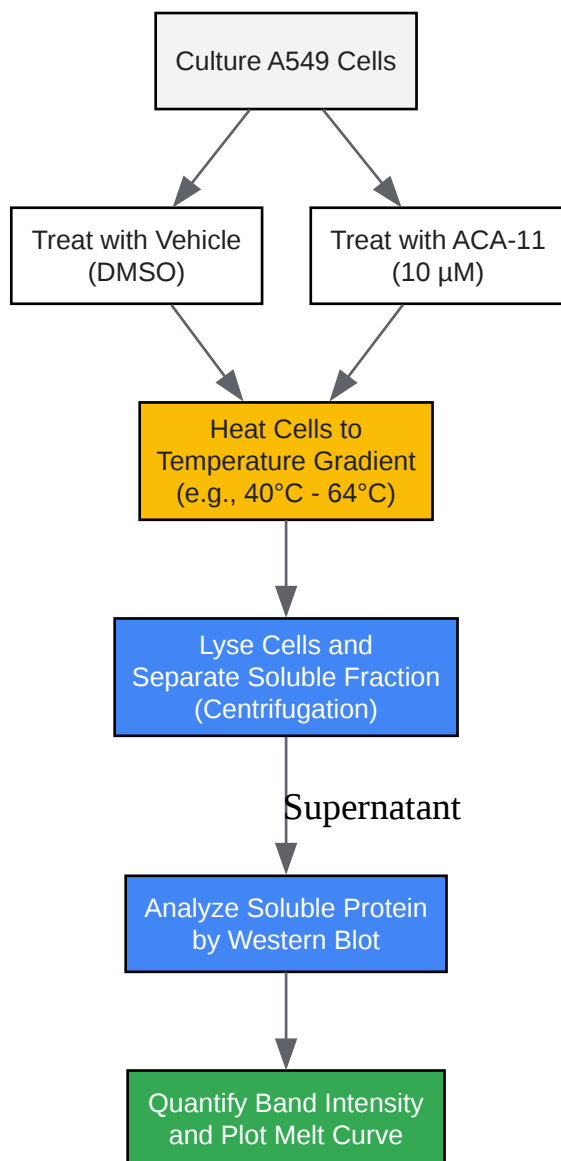 Culture A549 Cells
Treat with Vehicle
(DMSO)
Treat with ACA-11
(10 µM)
Heat Cells to
Temperature Gradient
(e.g., 40°C - 64°C)
Lyse Cells and
Separate Soluble Fraction
(Centrifugation)
Supernatant
Analyze Soluble Protein
by Western Blot
Quantify Band Intensity
and Plot Melt Curve